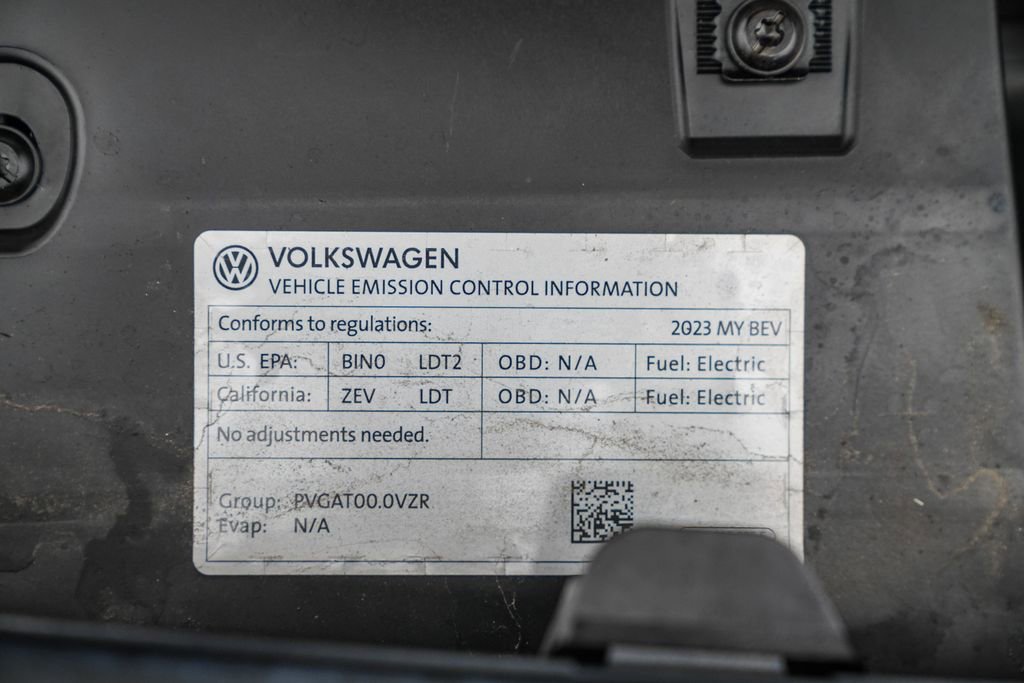 VOLKSWAGEN
VEHICLE EMISSION CONTROL INFORMATION
Conforms to regulations: 2023 MY BEV
U.S. EPA: BIN0 LDT2 OBD: N/A Fuel: Electric
California: ZEV LDT OBD: N/A Fuel: Electric
No adjustments needed.
Group: PVGAT00.0VZR
Evap: N/A